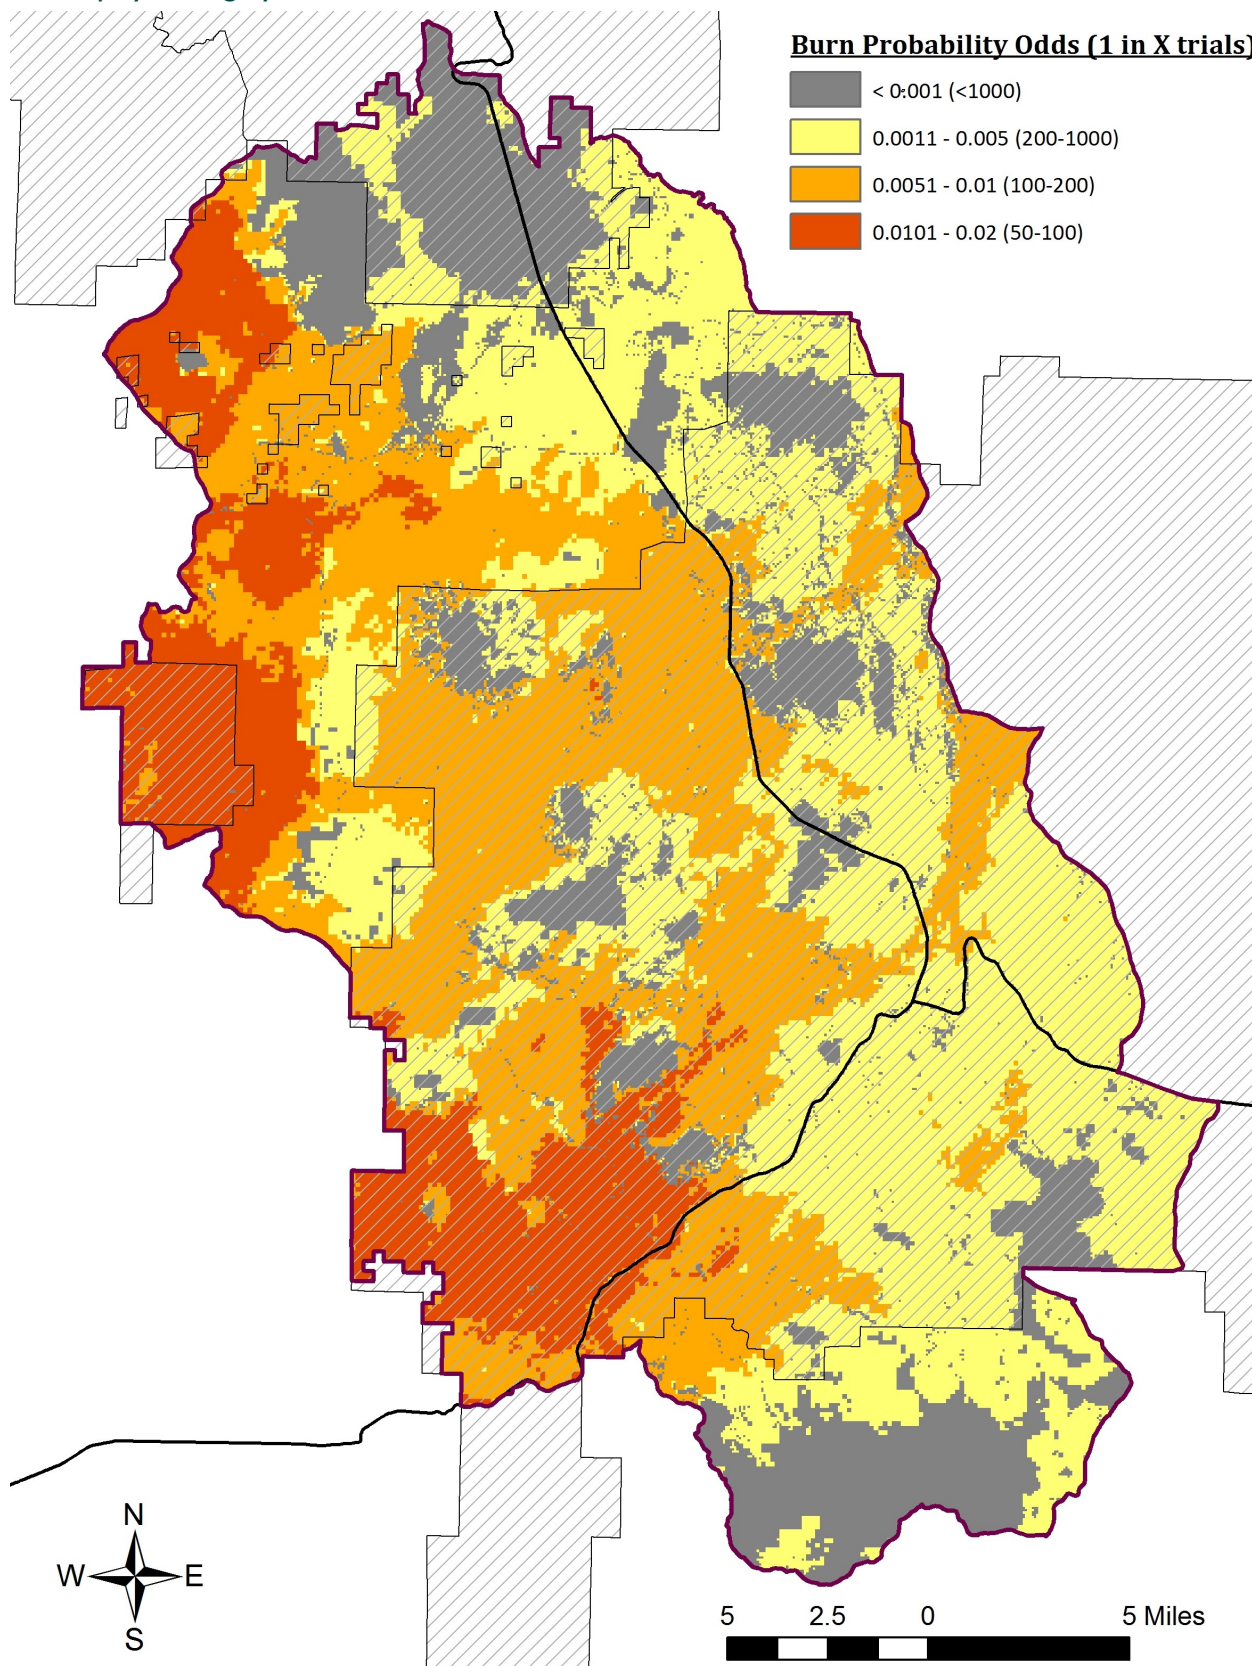 Burn Probability Odds (1 in X trials)
< 0.001 (<1000)
0.0011 - 0.005 (200-1000)
0.0051 - 0.01 (100-200)
0.0101 - 0.02 (50-100)
N
W E
S
5 2.5 0 5 Miles